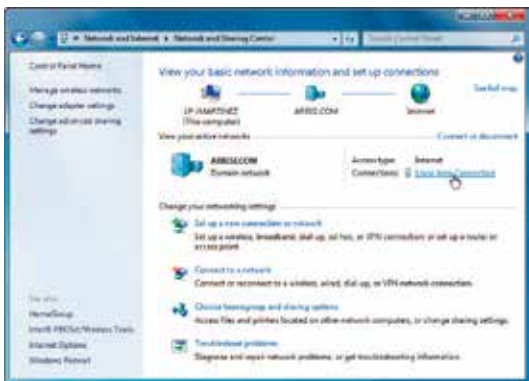 Network and Internet Network and Sharing Center
Control Panel Home
Manage wireless networks
Change adapter settings
Change advanced sharing
settings
View your basic network information and set up connections
See full map
(This computer)
Internet
View your active networks
Connect or disconnect
Domain network
Access type: Internet
Connections: Local Area Connection
Change your networking settings
Set up a new connection or network
Set up a wireless, broadband, dial-up, ad hoc, or VPN connection; or set up a router or
access point.
Connect to a network
Connect or reconnect to a wireless, wired, dial-up, or VPN network connection.
Choose homegroup and sharing options
Access files and printers located on other network computers, or change sharing settings.
Troubleshoot problems
Diagnose and repair network problems, or get troubleshooting information.
See also
HomeGroup
Internet Options
Windows Firewall